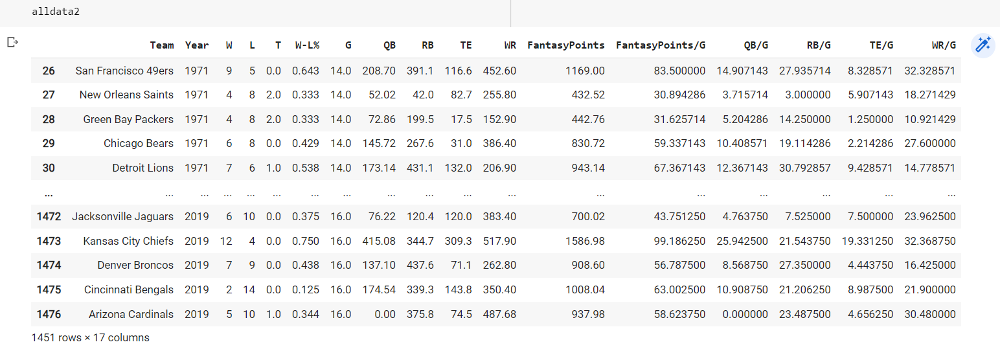 alldata2
Team Year W L T W-L% G QB RB TE WR FantasyPoints FantasyPoints/G QB/G RB/G TE/G WR/G
26 San Francisco 49ers 1971 9 5 0.0 0.643 14.0 208.70 391.1 116.6 452.60 1169.00 83.500000 14.907143 27.935714 8.328571 32.328571
27 New Orleans Saints 1971 4 8 2.0 0.333 14.0 52.02 42.0 82.7 255.80 432.52 30.894286 3.715714 3.000000 5.907143 18.271429
28 Green Bay Packers 1971 4 8 2.0 0.333 14.0 72.86 199.5 17.5 152.90 442.76 31.625714 5.204286 14.250000 1.250000 10.921429
29 Chicago Bears 1971 6 8 0.0 0.429 14.0 145.72 267.6 31.0 386.40 830.72 59.337143 10.408571 19.114286 2.214286 27.600000
30 Detroit Lions 1971 7 6 1.0 0.538 14.0 173.14 431.1 132.0 206.90 943.14 67.367143 12.367143 30.792857 9.428571 14.778571
... ... ... ... ... ... ... ... ... ... ... ... ... ... ... ... ... ...
1472 Jacksonville Jaguars 2019 6 10 0.0 0.375 16.0 76.22 120.4 120.0 383.40 700.02 43.751250 4.763750 7.525000 7.500000 23.962500
1473 Kansas City Chiefs 2019 12 4 0.0 0.750 16.0 415.08 344.7 309.3 517.90 1586.98 99.186250 25.942500 21.543750 19.331250 32.368750
1474 Denver Broncos 2019 7 9 0.0 0.438 16.0 137.10 437.6 71.1 262.80 908.60 56.787500 8.568750 27.350000 4.443750 16.425000
1475 Cincinnati Bengals 2019 2 14 0.0 0.125 16.0 174.54 339.3 143.8 350.40 1008.04 63.002500 10.908750 21.206250 8.987500 21.900000
1476 Arizona Cardinals 2019 5 10 1.0 0.344 16.0 0.00 375.8 74.5 487.68 937.98 58.623750 0.000000 23.487500 4.656250 30.480000
1451 rows × 17 columns